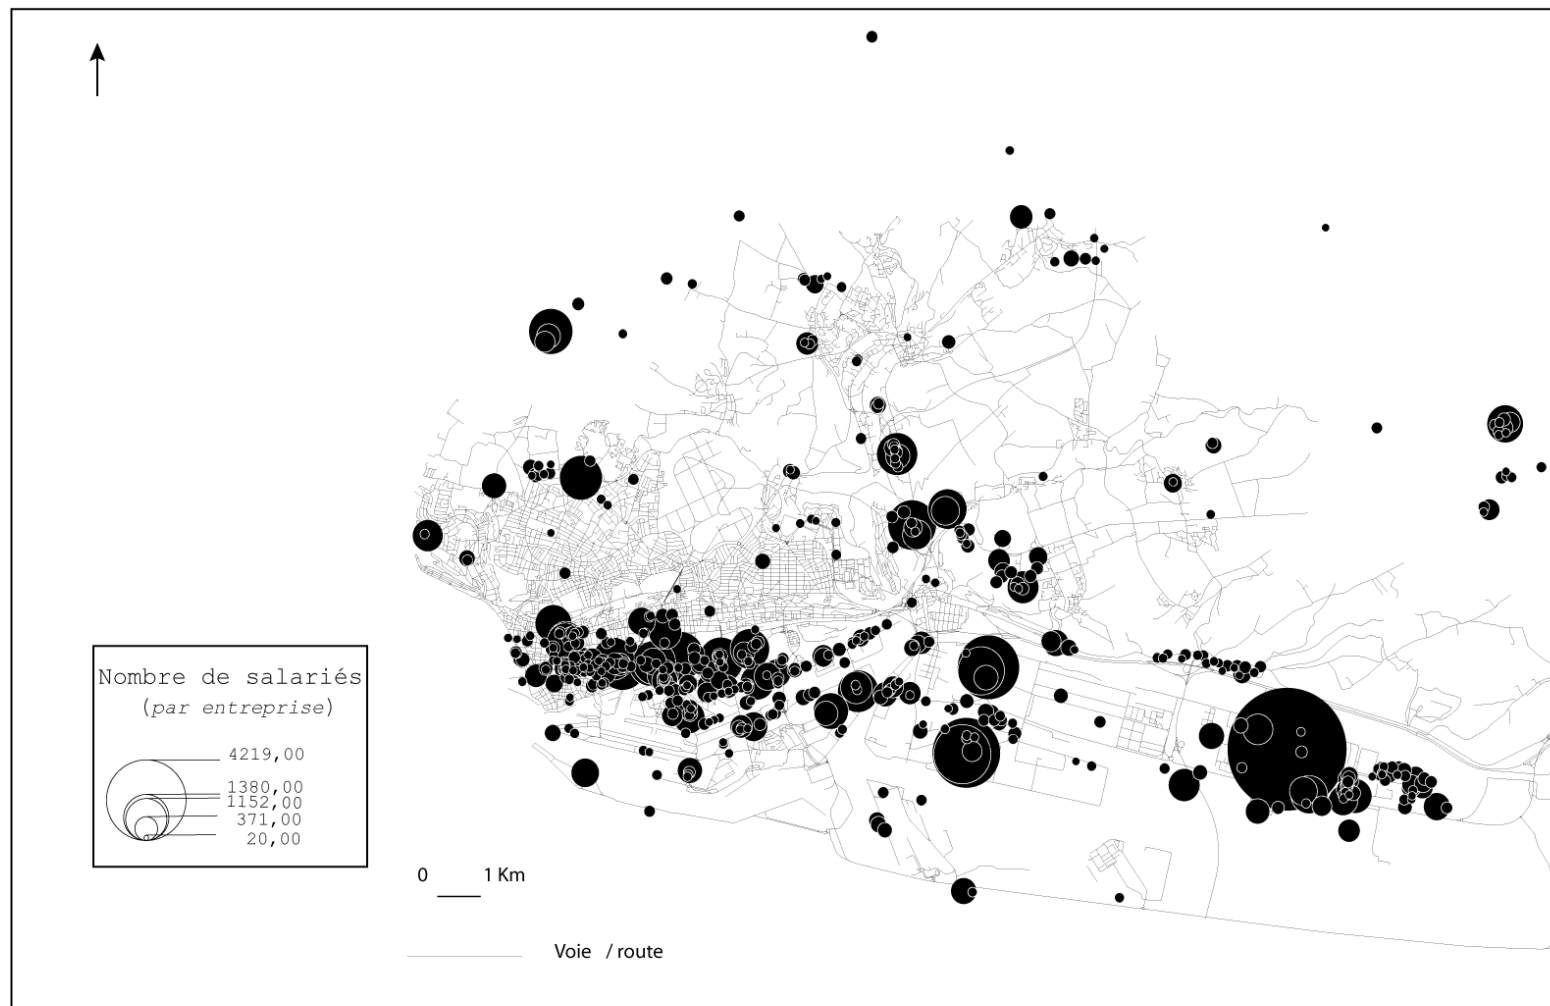 Nombre de salariés
(par entreprise)
4219,00
1380,00
1152,00
371,00
20,00
0 1 Km
Voie / route